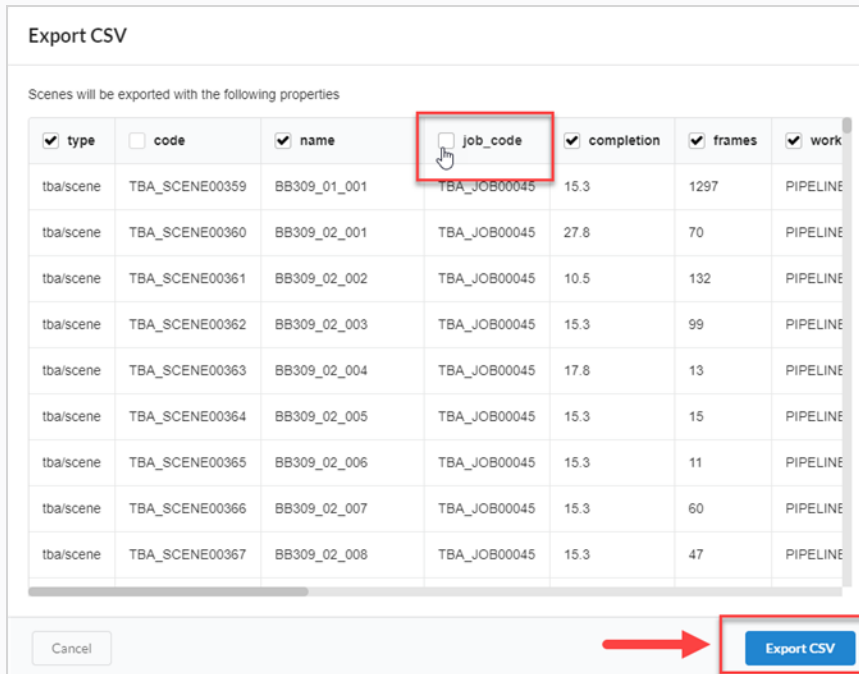 Export CSV
Scenes will be exported with the following properties
type code name job_code completion frames work
tba/scene TBA_SCENE00359 BB309_01_001 TBA_JOB00045 15.3 1297 PIPELINE
tba/scene TBA_SCENE00360 BB309_02_001 TBA_JOB00045 27.8 70 PIPELINE
tba/scene TBA_SCENE00361 BB309_02_002 TBA_JOB00045 10.5 132 PIPELINE
tba/scene TBA_SCENE00362 BB309_02_003 TBA_JOB00045 15.3 99 PIPELINE
tba/scene TBA_SCENE00363 BB309_02_004 TBA_JOB00045 17.8 13 PIPELINE
tba/scene TBA_SCENE00364 BB309_02_005 TBA_JOB00045 15.3 15 PIPELINE
tba/scene TBA_SCENE00365 BB309_02_006 TBA_JOB00045 15.3 11 PIPELINE
tba/scene TBA_SCENE00366 BB309_02_007 TBA_JOB00045 15.3 60 PIPELINE
tba/scene TBA_SCENE00367 BB309_02_008 TBA_JOB00045 15.3 47 PIPELINE
Cancel Export CSV